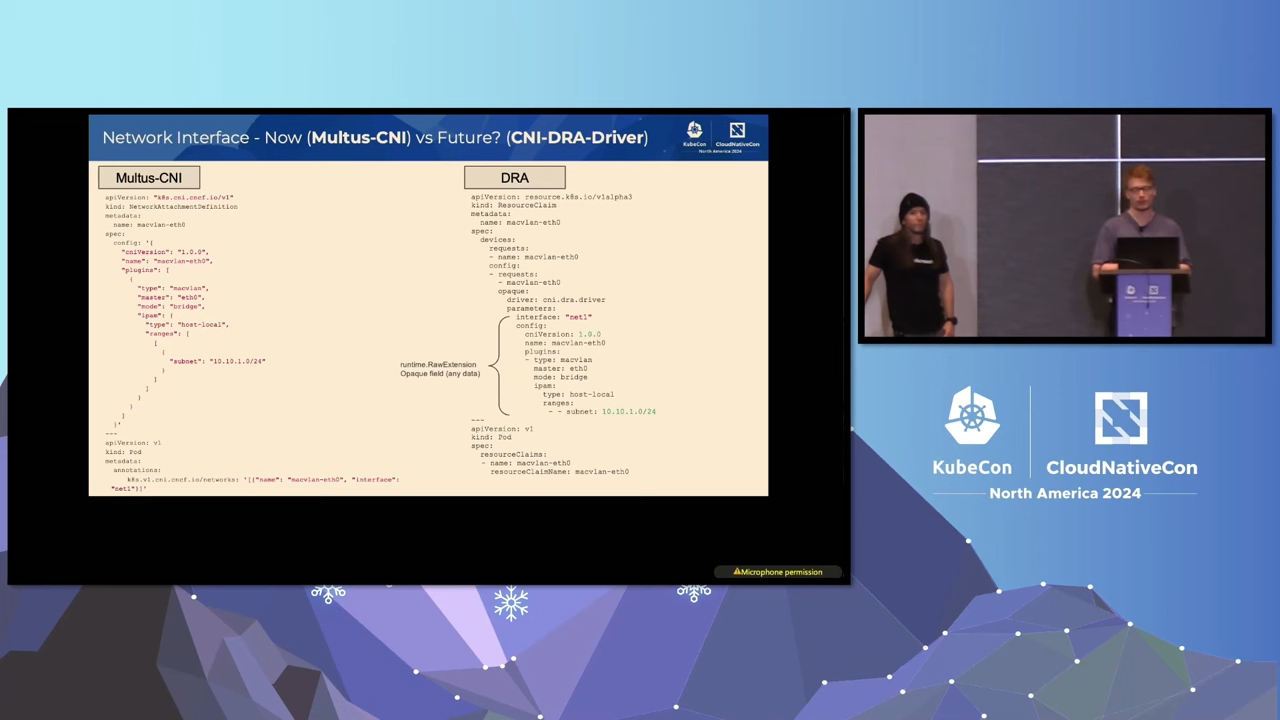 Network Interface - Now (Multus-CNI) vs Future? (CNI-DRA-Driver)
KubeCon
CloudNativeCon
North America 2024
Multus-CNI
apiVersion: "k8s.cni.cncf.io/v1"
kind: NetworkAttachmentDefinition
metadata:
name: macvlan-eth0
spec:
config: '{
"cniVersion": "1.0.0",
"name": "macvlan-eth0",
"plugins": [
{
"type": "macvlan",
"master": "eth0",
"mode": "bridge",
"ipam": {
"type": "host-local",
"ranges": [
[
{
"subnet": "10.10.1.0/24"
}
]
]
}
}
]
}'
---
apiVersion: v1
kind: Pod
metadata:
annotations:
k8s.v1.cni.cncf.io/networks: '[{"name": "macvlan-eth0", "interface":
"net1"}]'
runtime.RawExtension
Opaque field (any data)
DRA
apiVersion: resource.k8s.io/v1alpha3
kind: ResourceClaim
metadata:
name: macvlan-eth0
spec:
devices:
requests:
- name: macvlan-eth0
config:
- requests:
- macvlan-eth0
opaque:
driver: cni.dra.driver
parameters:
interface: "net1"
config:
cniVersion: 1.0.0
name: macvlan-eth0
plugins:
- type: macvlan
master: eth0
mode: bridge
ipam:
type: host-local
ranges:
- - subnet: 10.10.1.0/24
---
apiVersion: v1
kind: Pod
spec:
resourceClaims:
- name: macvlan-eth0
resourceClaimName: macvlan-eth0
Microphone permission
KubeCon
CloudNativeCon
North America 2024